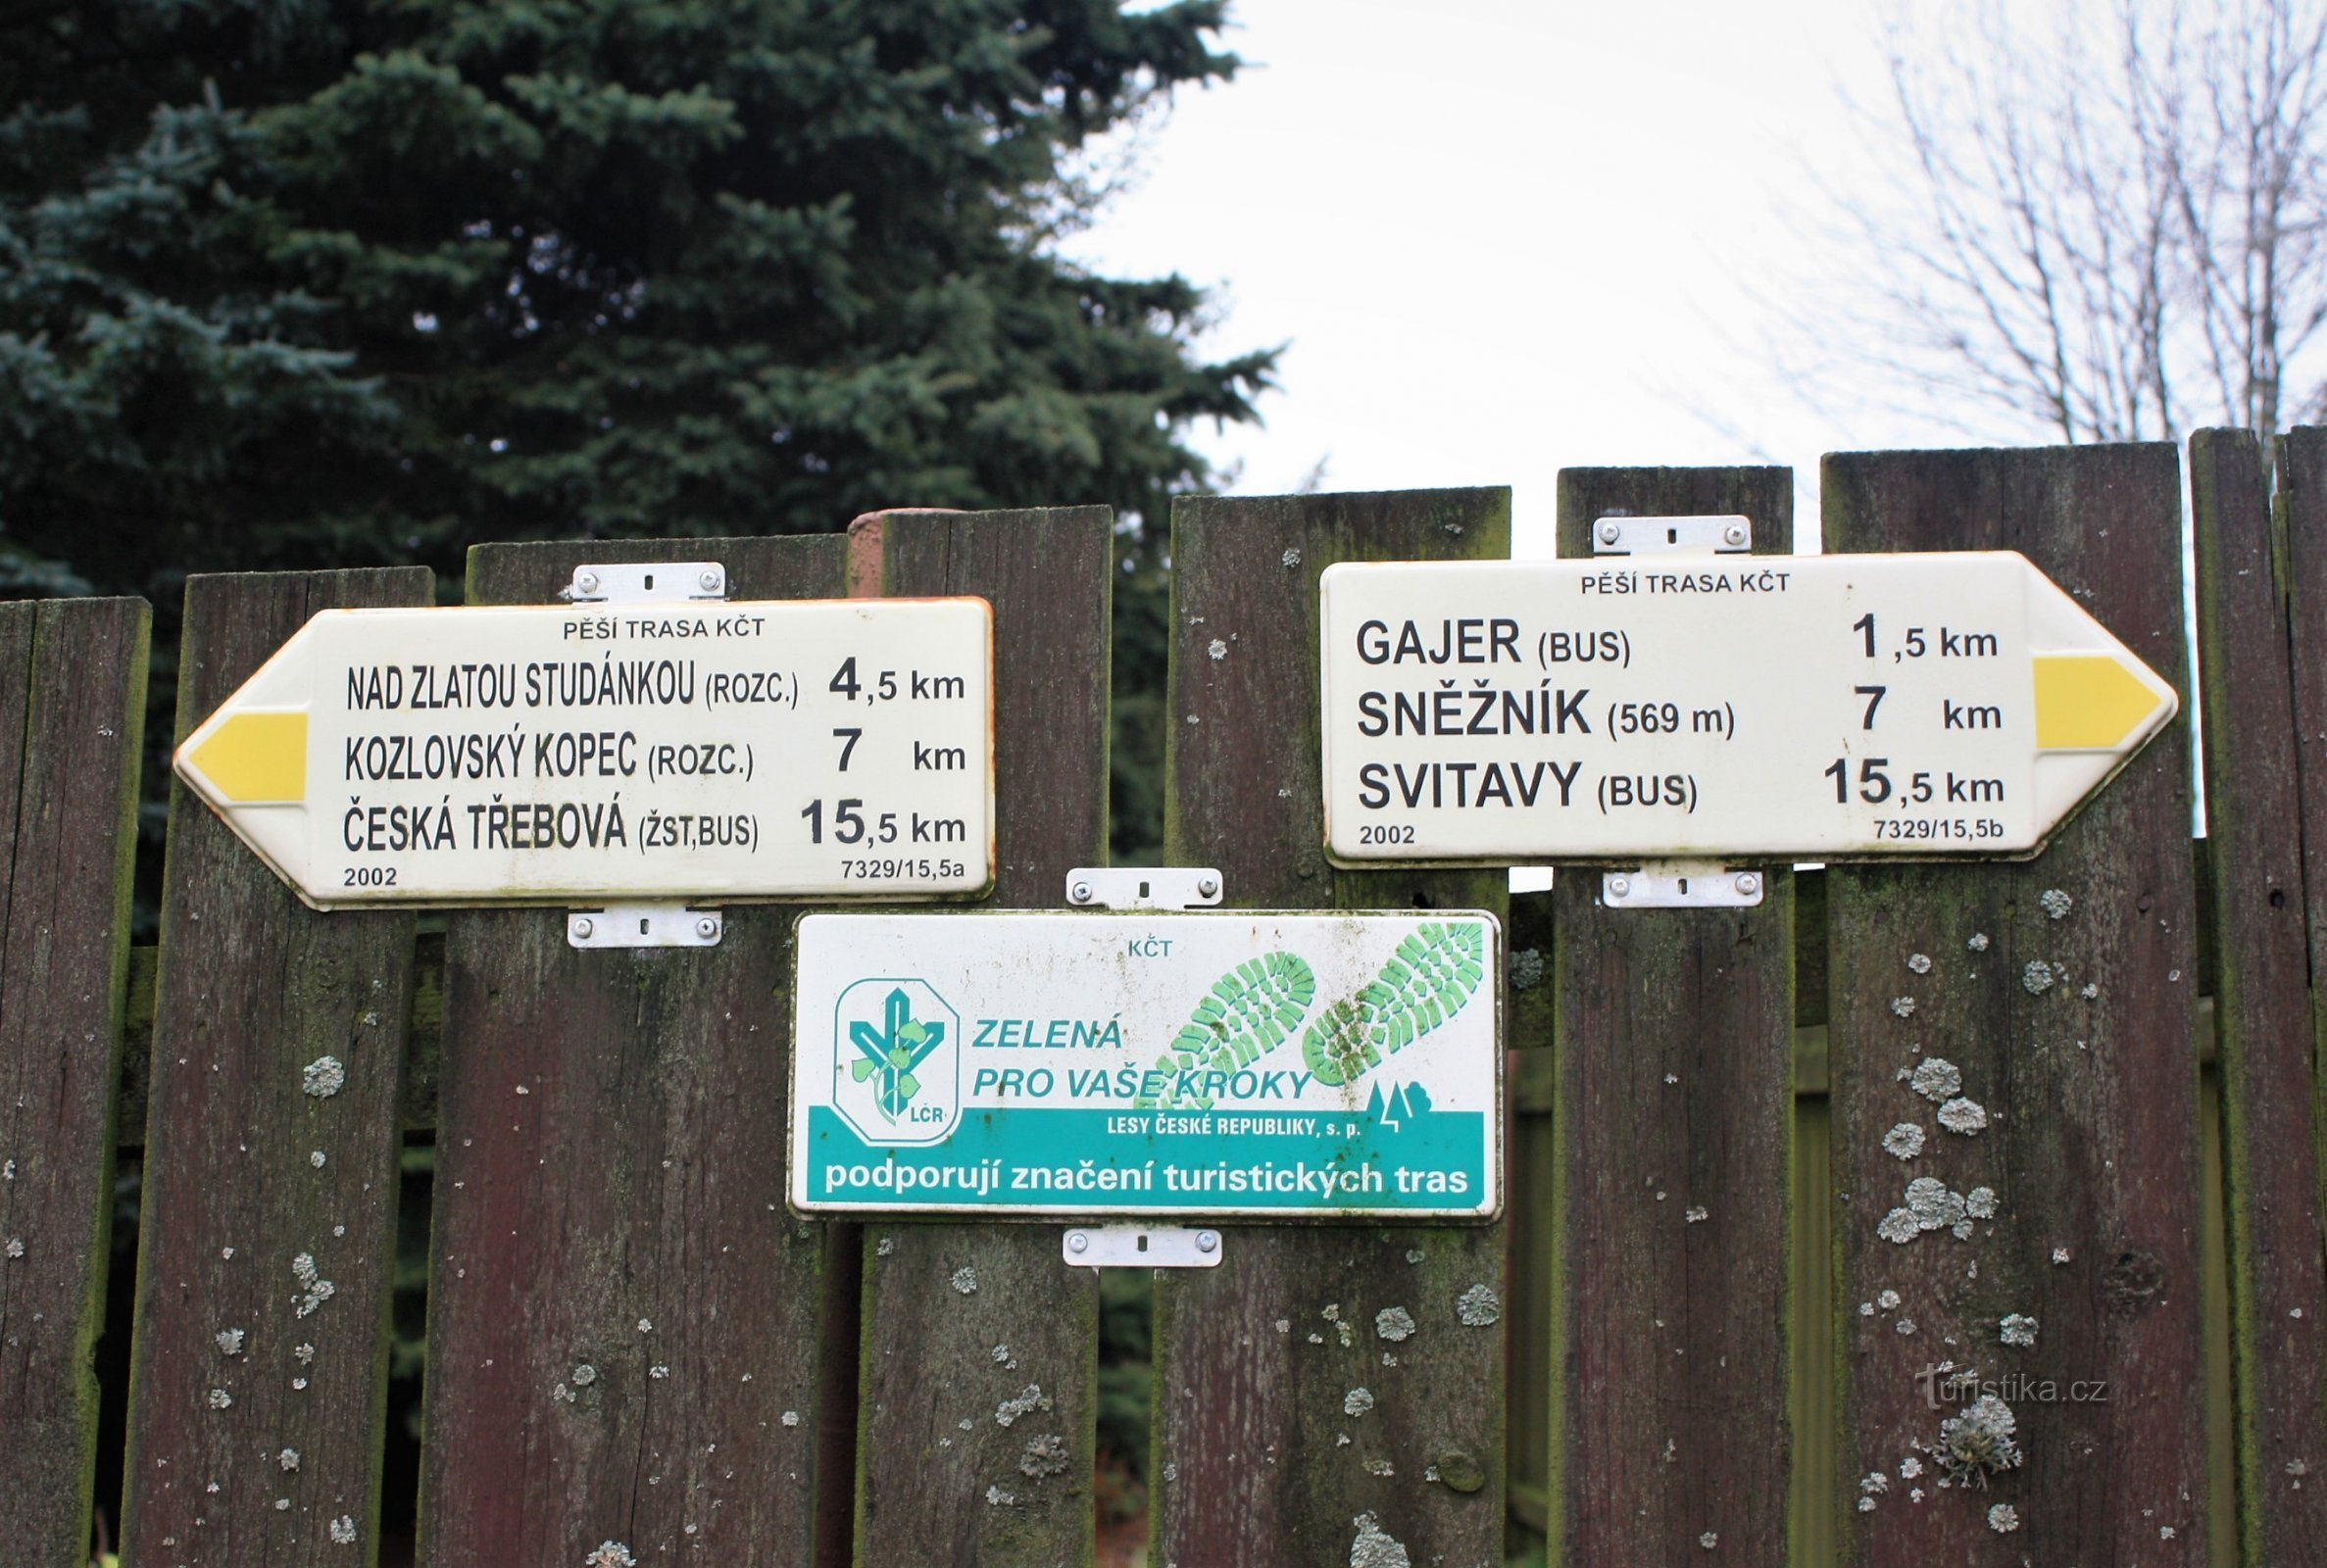 PĚŠÍ TRASA KČT
NAD ZLATOU STUDÁNKOU (ROZC.) 4,5 km
KOZLOVSKÝ KOPEC (ROZC.) 7 km
ČESKÁ TŘEBOVÁ (ŽST,BUS) 15,5 km
2002 7329/15,5a
PĚŠÍ TRASA KČT
GAJER (BUS) 1,5 km
SNĚŽNÍK (569 m) 7 km
SVITAVY (BUS) 15,5 km
2002 7329/15,5b
KČT
ZELENÁ
PRO VAŠE KROKY
LČR
LESY ČESKÉ REPUBLIKY, s. p.
podporují značení turistických tras
Turistika.cz